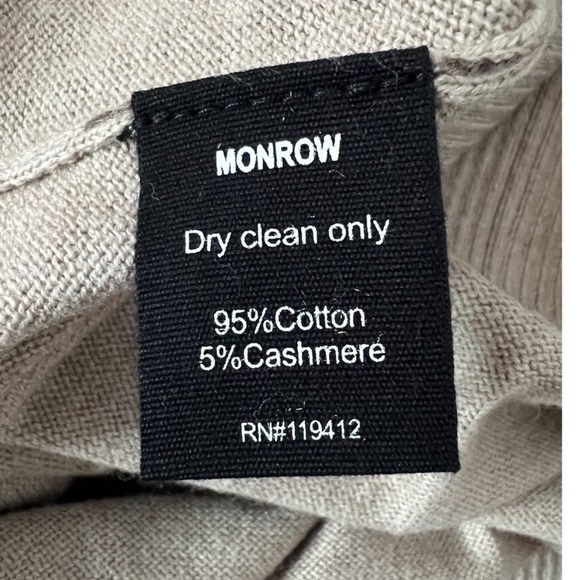 MONROW
Dry clean only
95%Cotton
5%Cashmere
RN#119412